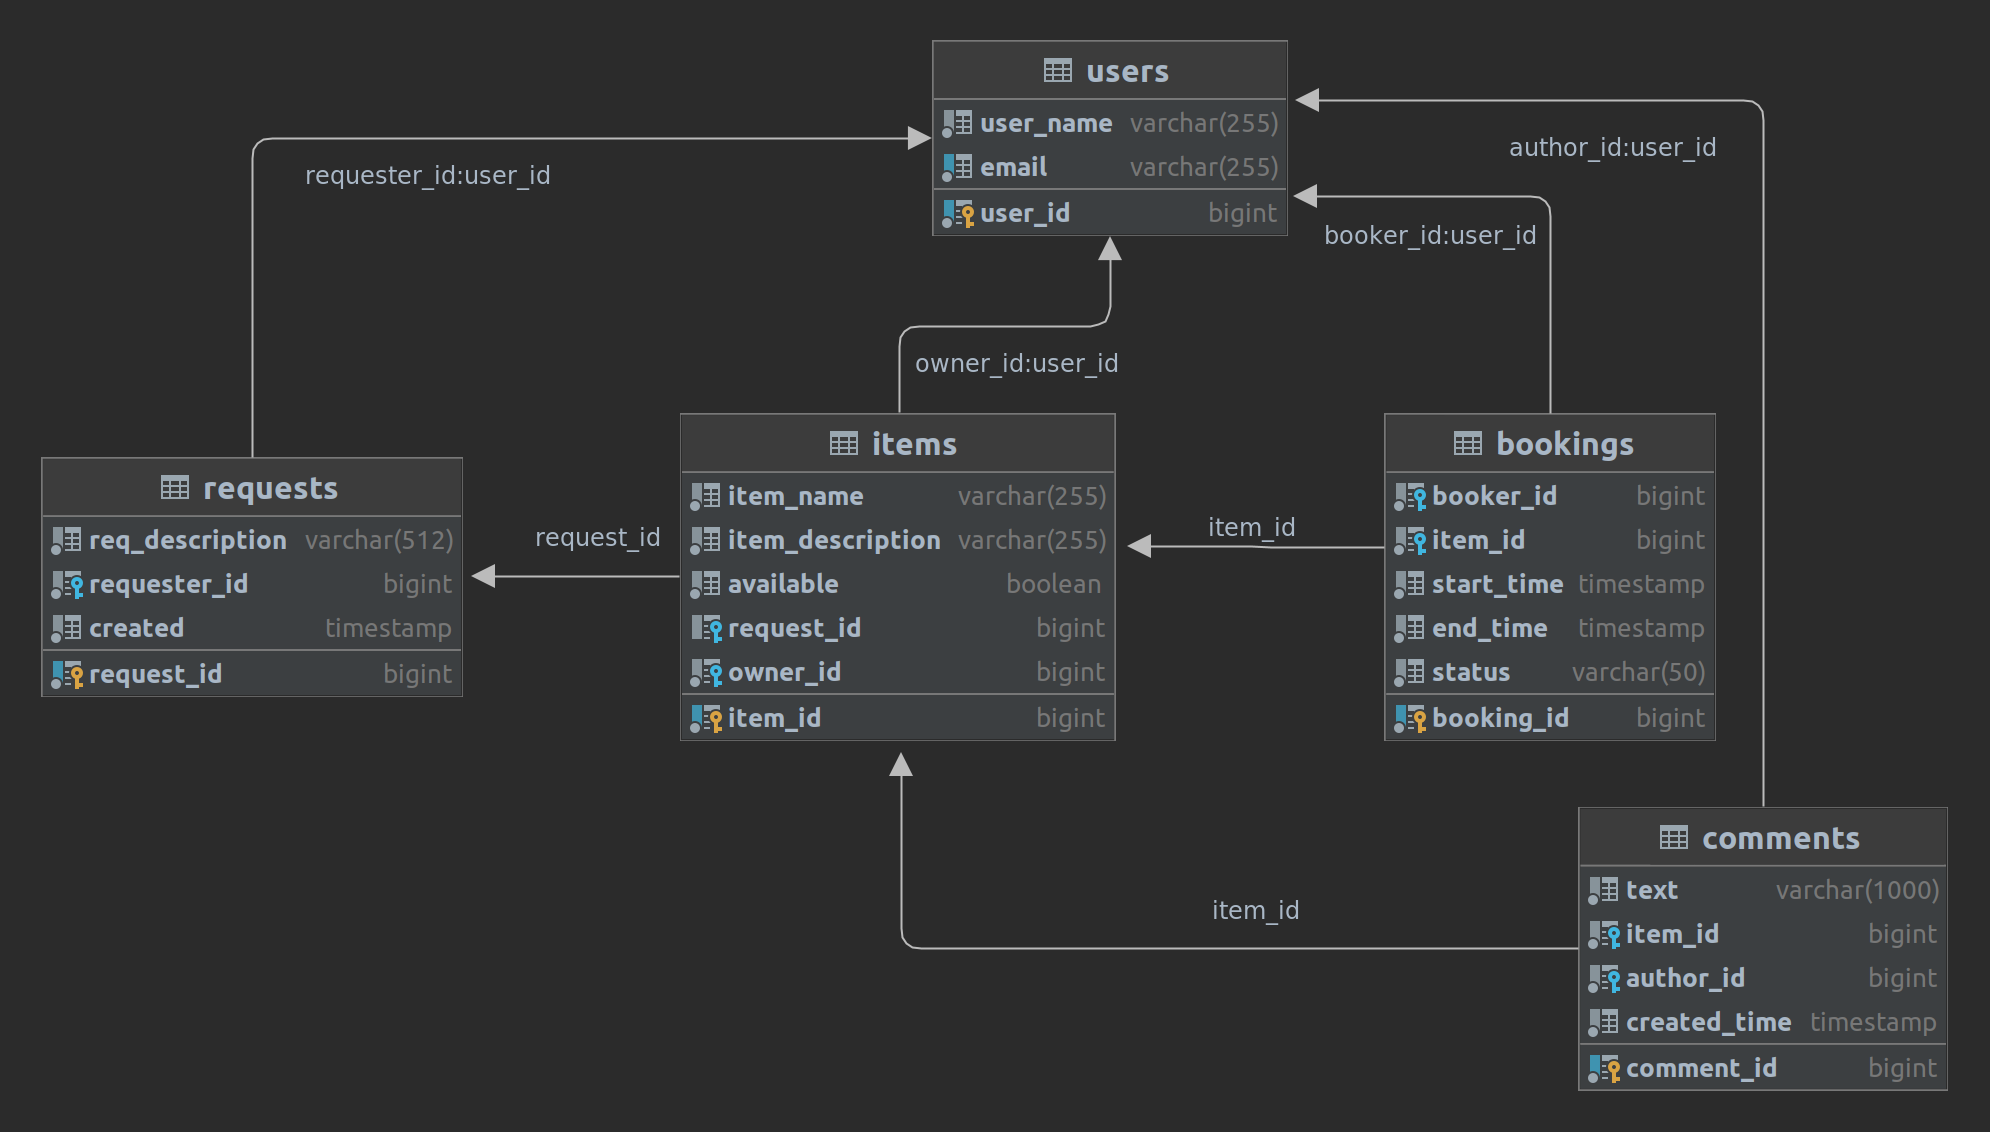 users
user_name varchar(255)
email varchar(255)
user_id bigint
requester_id:user_id
author_id:user_id
booker_id:user_id
owner_id:user_id
requests
req_description varchar(512)
requester_id bigint
created timestamp
request_id bigint
request_id
items
item_name varchar(255)
item_description varchar(255)
available boolean
request_id bigint
owner_id bigint
item_id bigint
item_id
bookings
booker_id bigint
item_id bigint
start_time timestamp
end_time timestamp
status varchar(50)
booking_id bigint
item_id
comments
text varchar(1000)
item_id bigint
author_id bigint
created_time timestamp
comment_id bigint